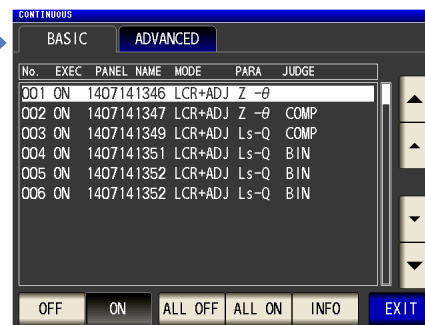 CONTINUOUS
BASIC ADVANCED
No. EXEC PANEL NAME MODE PARA JUDGE
001 ON 1407141346 LCR+ADJ Z -θ
002 ON 1407141347 LCR+ADJ Z -θ COMP
003 ON 1407141349 LCR+ADJ Ls-Q COMP
004 ON 1407141351 LCR+ADJ Ls-Q BIN
005 ON 1407141352 LCR+ADJ Ls-Q BIN
006 ON 1407141352 LCR+ADJ Ls-Q BIN
OFF ON ALL OFF ALL ON INFO EXIT